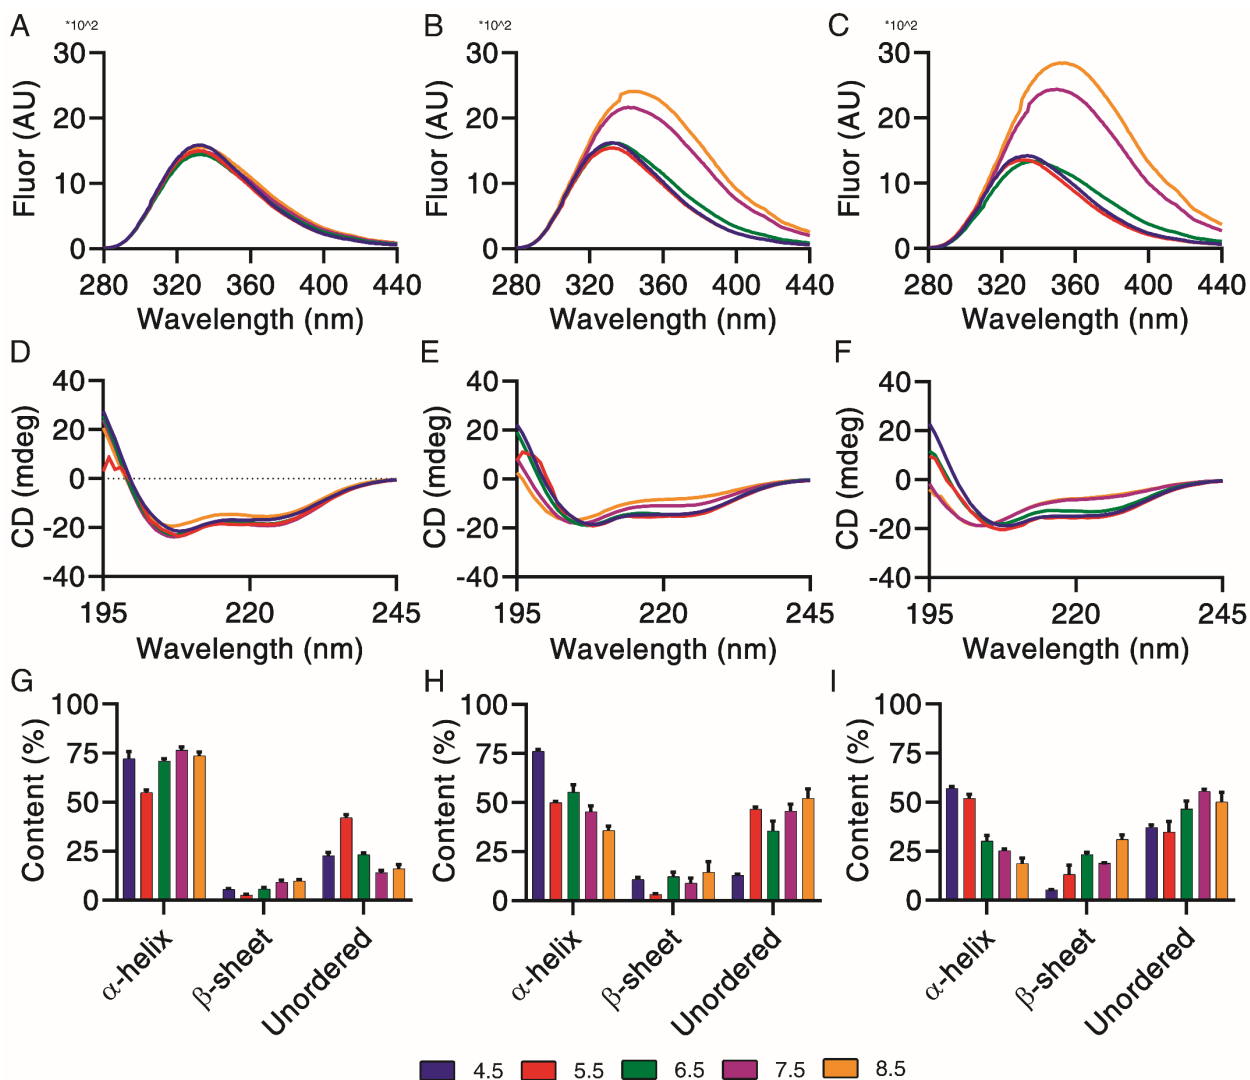 A *10^2 B *10^2 C *10^2
30 30 30
20 20 20
10 10 10
0 0 0
Fluor (AU) Fluor (AU) Fluor (AU)
280 320 360 400 440 280 320 360 400 440 280 320 360 400 440
Wavelength (nm) Wavelength (nm) Wavelength (nm)
D E F
40 40 40
20 20 20
0 0 0
-20 -20 -20
-40 -40 -40
CD (mdeg) CD (mdeg) CD (mdeg)
195 220 245 195 220 245 195 220 245
Wavelength (nm) Wavelength (nm) Wavelength (nm)
G H I
100 100 100
75 75 75
50 50 50
25 25 25
0 0 0
Content (%) Content (%) Content (%)
α-helix β-sheet Unordered α-helix β-sheet Unordered α-helix β-sheet Unordered
4.5 5.5 6.5 7.5 8.5